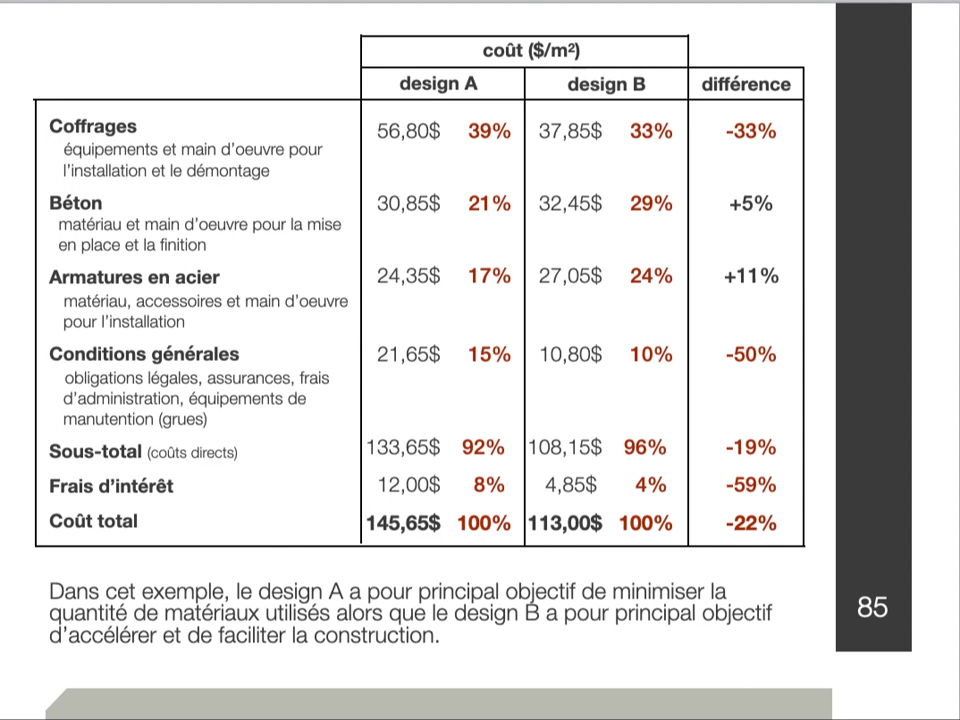 coût ($/m²)
design A design B différence
Coffrages 56,80$ 39% 37,85$ 33% -33%
équipements et main d'oeuvre pour
l'installation et le démontage
Béton 30,85$ 21% 32,45$ 29% +5%
matériau et main d'oeuvre pour la mise
en place et la finition
Armatures en acier 24,35$ 17% 27,05$ 24% +11%
matériau, accessoires et main d'oeuvre
pour l'installation
Conditions générales 21,65$ 15% 10,80$ 10% -50%
obligations légales, assurances, frais
d'administration, équipements de
manutention (grues)
Sous-total (coûts directs) 133,65$ 92% 108,15$ 96% -19%
Frais d'intérêt 12,00$ 8% 4,85$ 4% -59%
Coût total 145,65$ 100% 113,00$ 100% -22%
Dans cet exemple, le design A a pour principal objectif de minimiser la
quantité de matériaux utilisés alors que le design B a pour principal objectif
d'accélérer et de faciliter la construction.
85